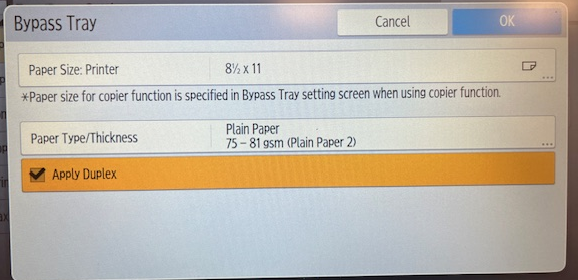 Bypass Tray
Cancel
OK
Paper Size: Printer
8½ x 11
*Paper size for copier function is specified in Bypass Tray setting screen when using copier function.
Paper Type/Thickness
Plain Paper
75 – 81 gsm (Plain Paper 2)
Apply Duplex